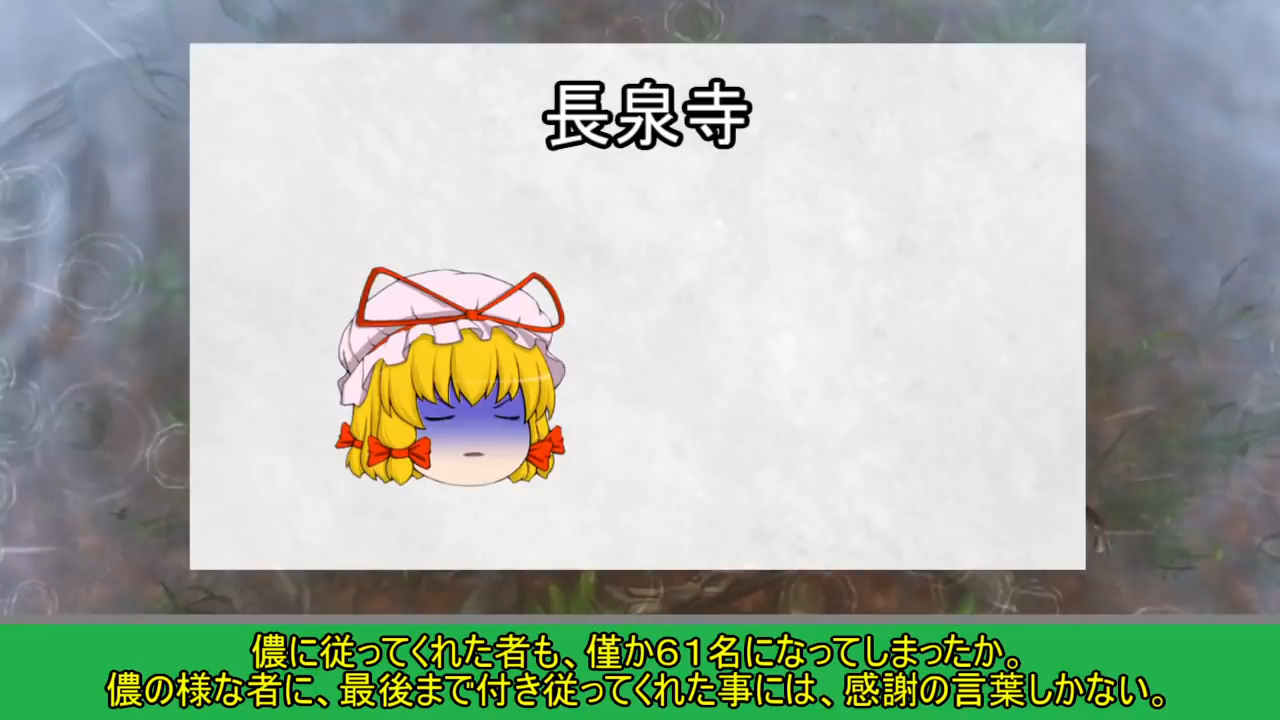 長泉寺
儂に従ってくれた者も、僅か６１名になってしまったか。
儂の様な者に、最後まで付き従ってくれた事には、感謝の言葉しかない。